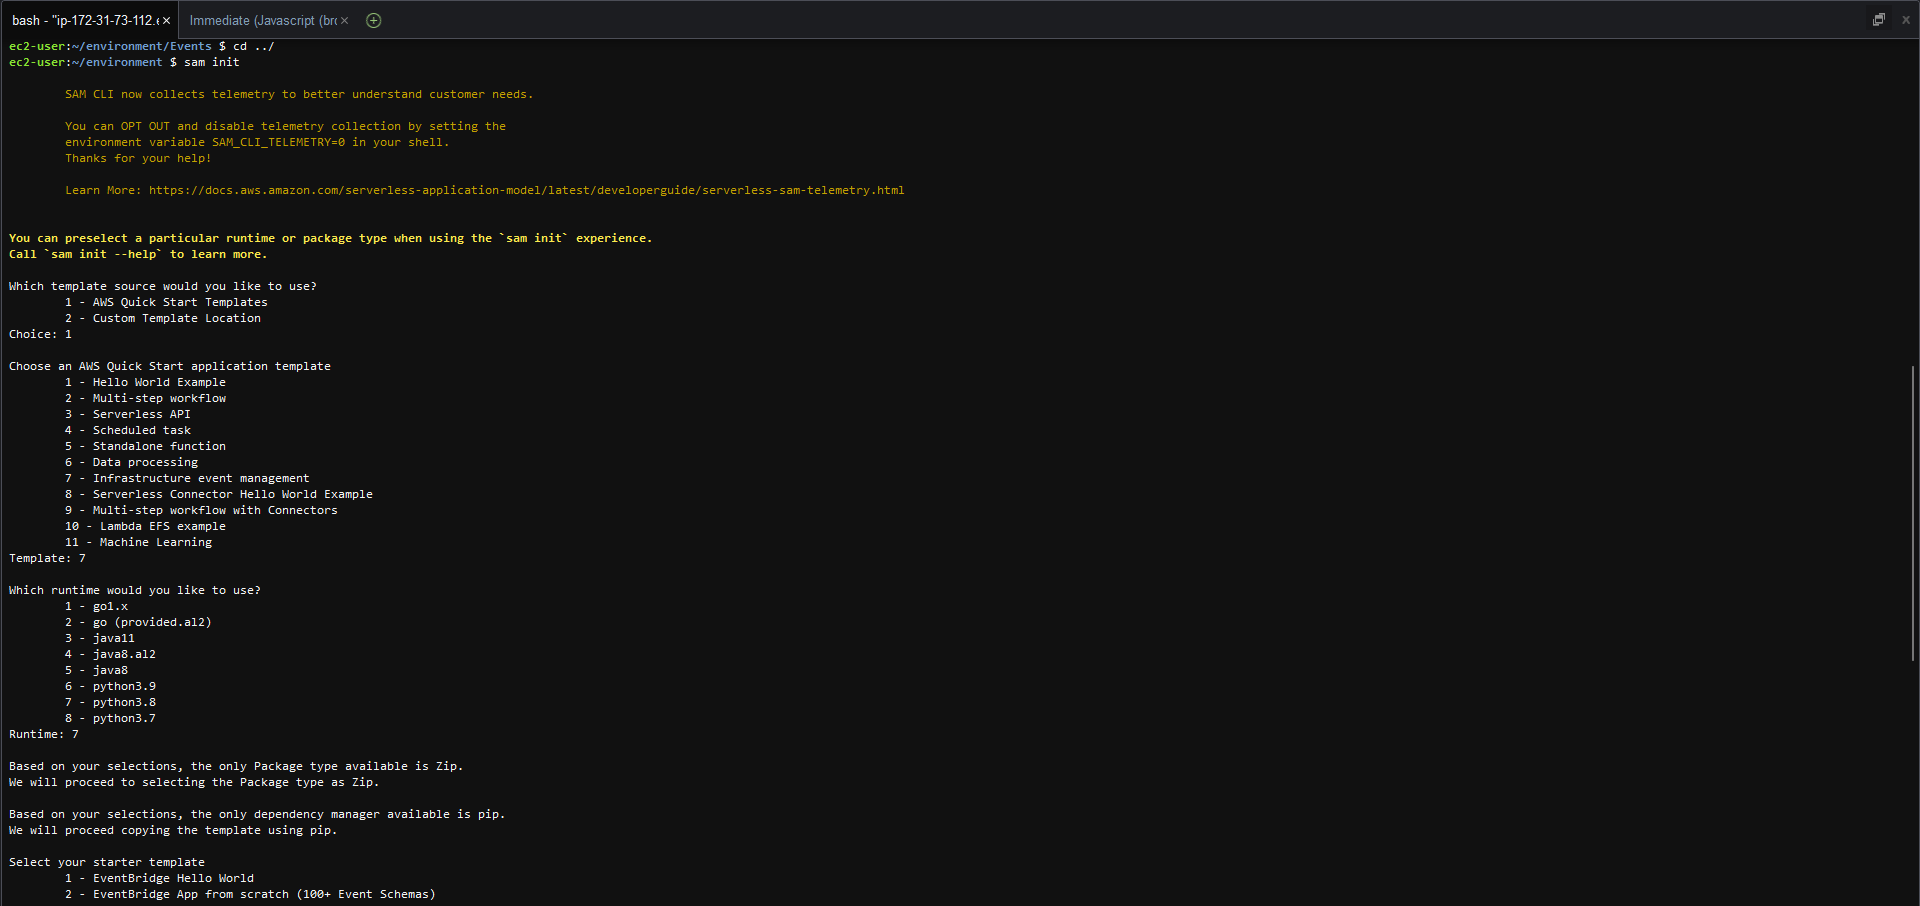 bash - "ip-172-31-73-112.e × Immediate (Javascript (bro ×
ec2-user:~/environment/Events $ cd ../
ec2-user:~/environment $ sam init
SAM CLI now collects telemetry to better understand customer needs.
You can OPT OUT and disable telemetry collection by setting the
environment variable SAM_CLI_TELEMETRY=0 in your shell.
Thanks for your help!
Learn More: https://docs.aws.amazon.com/serverless-application-model/latest/developerguide/serverless-sam-telemetry.html
You can preselect a particular runtime or package type when using the `sam init` experience.
Call `sam init --help` to learn more.
Which template source would you like to use?
1 - AWS Quick Start Templates
2 - Custom Template Location
Choice: 1
Choose an AWS Quick Start application template
1 - Hello World Example
2 - Multi-step workflow
3 - Serverless API
4 - Scheduled task
5 - Standalone function
6 - Data processing
7 - Infrastructure event management
8 - Serverless Connector Hello World Example
9 - Multi-step workflow with Connectors
10 - Lambda EFS example
11 - Machine Learning
Template: 7
Which runtime would you like to use?
1 - go1.x
2 - go (provided.al2)
3 - java11
4 - java8.al2
5 - java8
6 - python3.9
7 - python3.8
8 - python3.7
Runtime: 7
Based on your selections, the only Package type available is Zip.
We will proceed to selecting the Package type as Zip.
Based on your selections, the only dependency manager available is pip.
We will proceed copying the template using pip.
Select your starter template
1 - EventBridge Hello World
2 - EventBridge App from scratch (100+ Event Schemas)